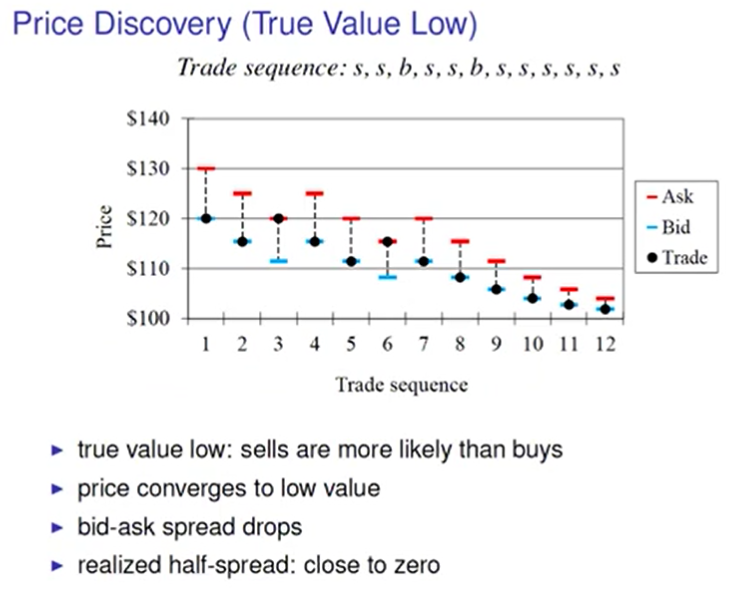 Price Discovery (True Value Low)
Trade sequence: s, s, b, s, s, b, s, s, s, s, s, s
$140
$130
$120
$110
$100
Price
1 2 3 4 5 6 7 8 9 10 11 12
Trade sequence
Ask
Bid
Trade
true value low: sells are more likely than buys
price converges to low value
bid-ask spread drops
realized half-spread: close to zero